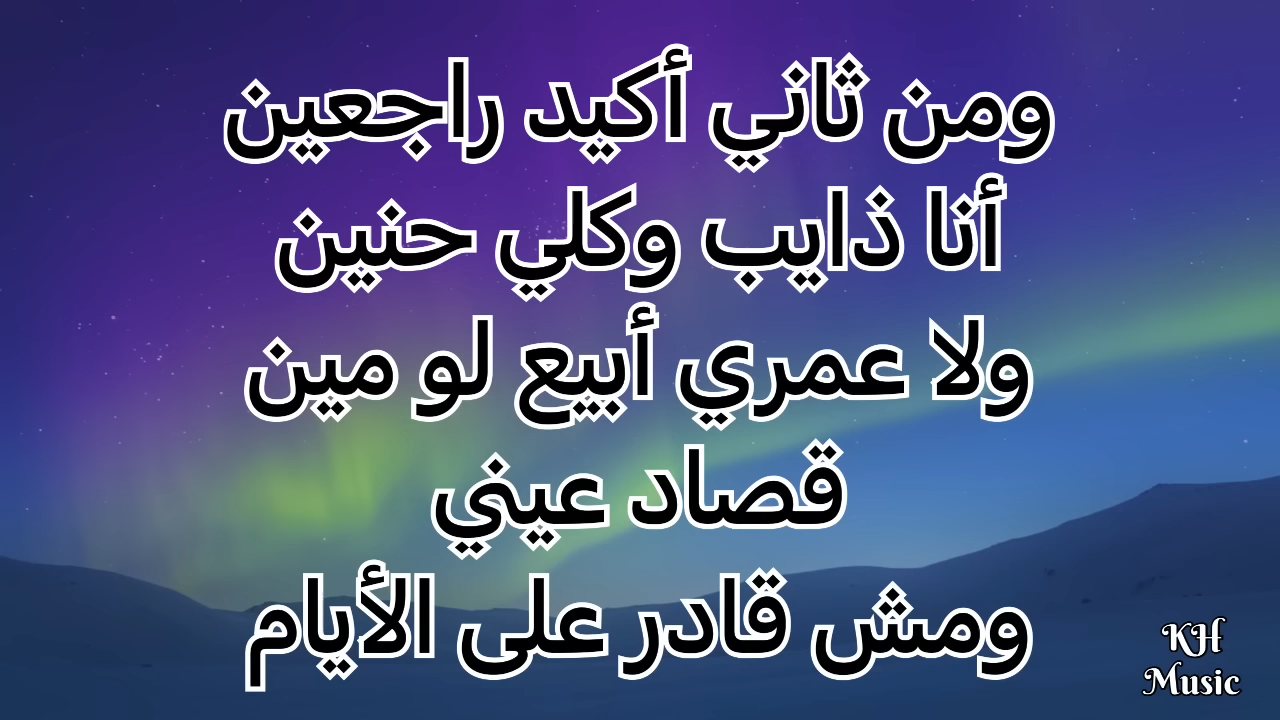 ومن ثاني أكيد راجعين
أنا ذايب وكلي حنين
ولا عمري أبيع لو مين
قصاد عيني
ومش قادر على الأيام
KH
Music